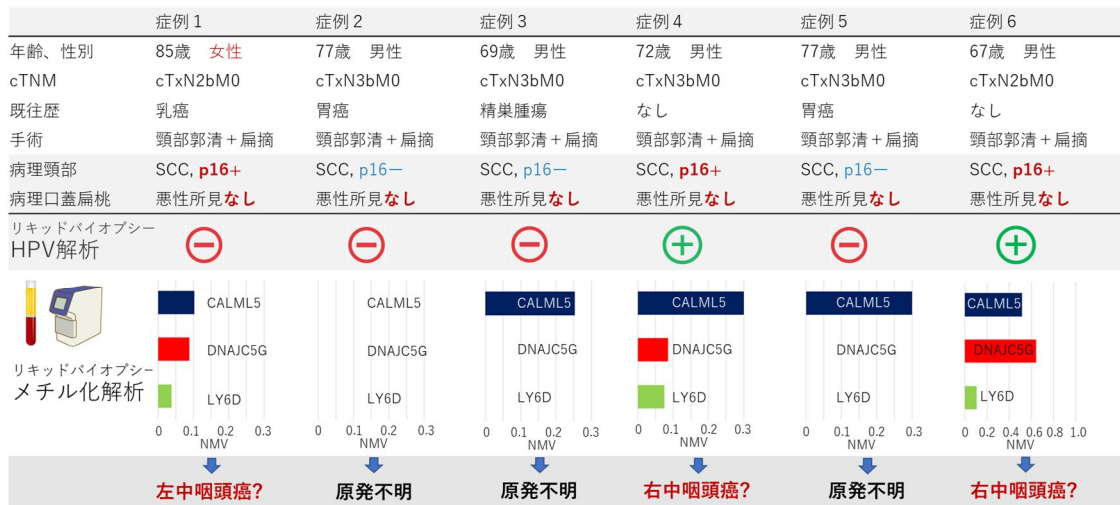 症例1 症例2 症例3 症例4 症例5 症例6
年齢、性別 85歳 女性 77歳 男性 69歳 男性 72歳 男性 77歳 男性 67歳 男性
cTNM cTxN2bM0 cTxN3bM0 cTxN3bM0 cTxN3bM0 cTxN3bM0 cTxN2bM0
既往歴 乳癌 胃癌 精巣腫瘍 なし 胃癌 なし
手術 頸部郭清+扁摘 頸部郭清+扁摘 頸部郭清+扁摘 頸部郭清+扁摘 頸部郭清+扁摘 頸部郭清+扁摘
病理頸部 SCC, p16+ SCC, p16− SCC, p16− SCC, p16+ SCC, p16− SCC, p16+
病理口蓋扁桃 悪性所見なし 悪性所見なし 悪性所見なし 悪性所見なし 悪性所見なし 悪性所見なし
リキッドバイオプシー
HPV解析
CALML5 CALML5 CALML5 CALML5 CALML5 CALML5
DNAJC5G DNAJC5G DNAJC5G DNAJC5G DNAJC5G DNAJC5G
リキッドバイオプシー
メチル化解析
LY6D LY6D LY6D LY6D LY6D LY6D
0 0.1 0.2 0.3 0 0.1 0.2 0.3 0 0.1 0.2 0.3 0 0.1 0.2 0.3 0 0.1 0.2 0.3 0 0.2 0.4 0.6 0.8 1.0
NMV NMV NMV NMV NMV NMV
左中咽頭癌? 原発不明 原発不明 右中咽頭癌? 原発不明 右中咽頭癌?